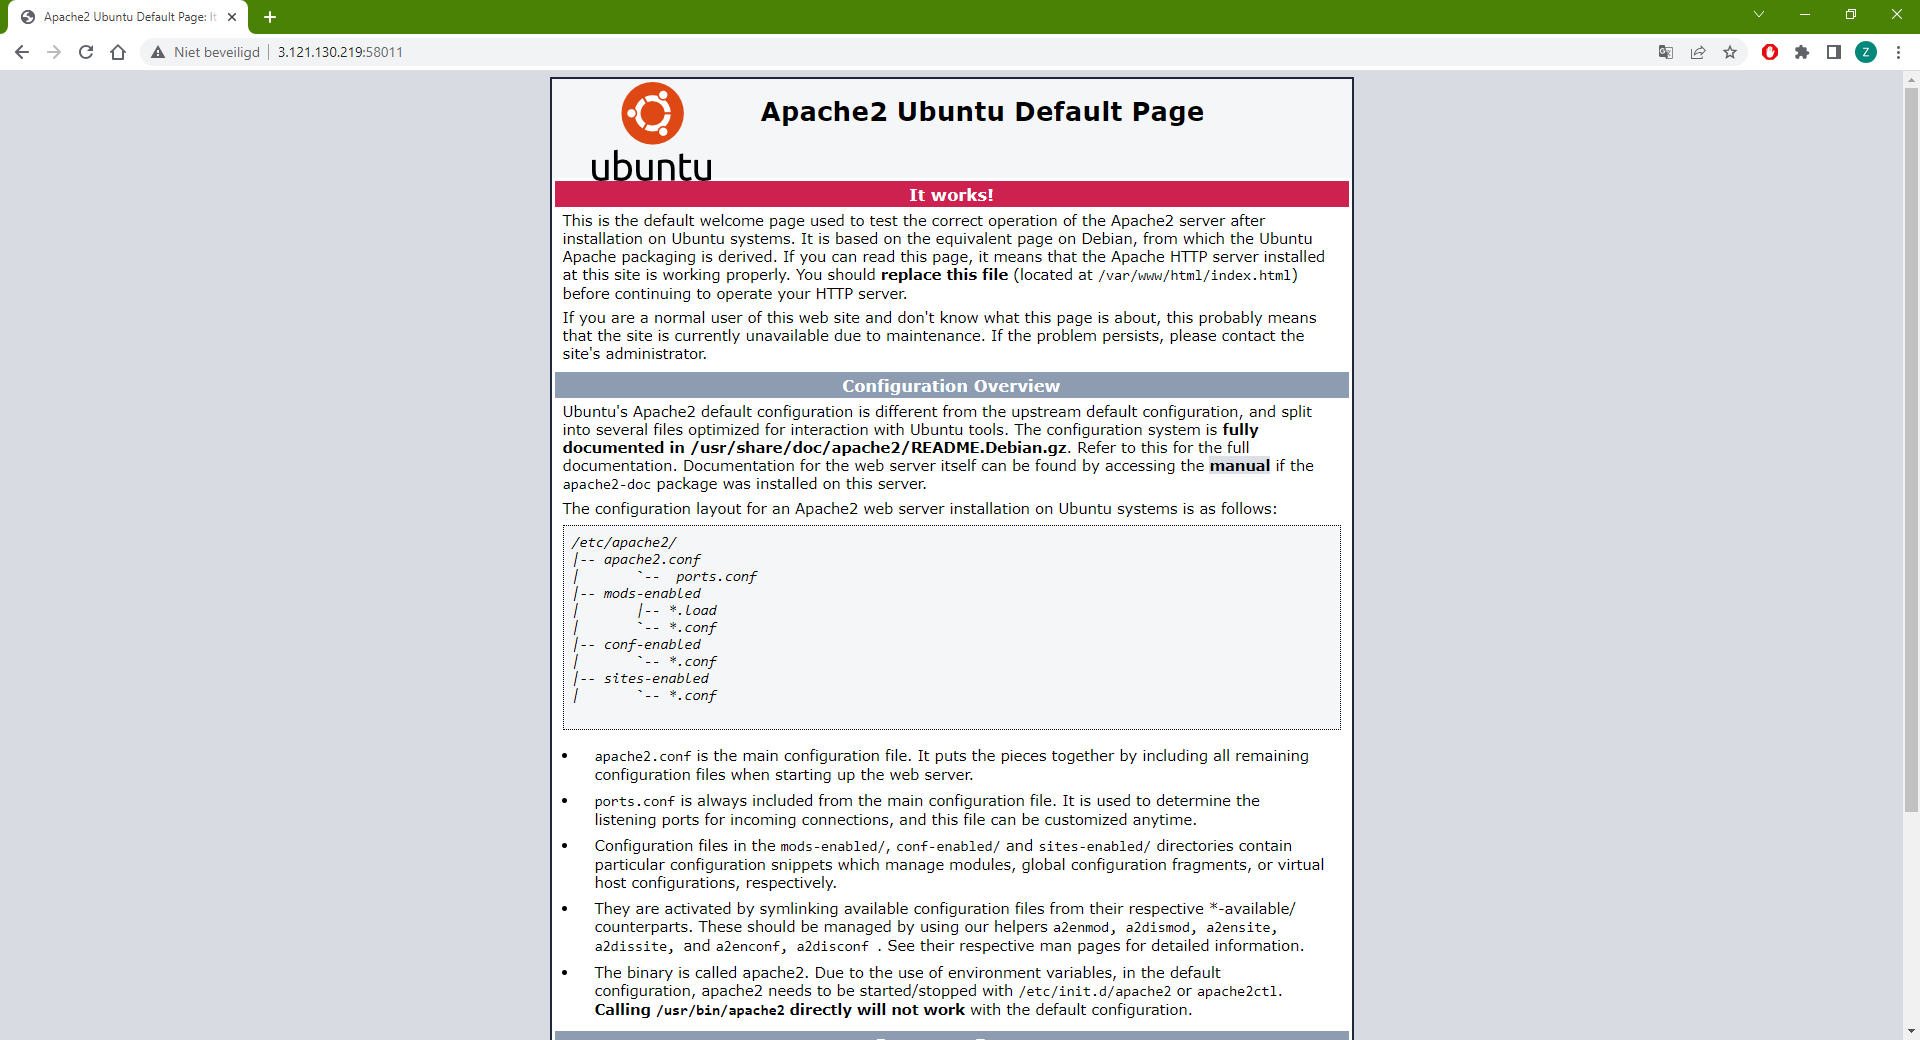 Apache2 Ubuntu Default Page: It
Niet beveiligd
3.121.130.219:58011
Z
ubuntu
Apache2 Ubuntu Default Page
It works!
This is the default welcome page used to test the correct operation of the Apache2 server after
installation on Ubuntu systems. It is based on the equivalent page on Debian, from which the Ubuntu
Apache packaging is derived. If you can read this page, it means that the Apache HTTP server installed
at this site is working properly. You should replace this file (located at /var/www/html/index.html)
before continuing to operate your HTTP server.
If you are a normal user of this web site and don't know what this page is about, this probably means
that the site is currently unavailable due to maintenance. If the problem persists, please contact the
site's administrator.
Configuration Overview
Ubuntu's Apache2 default configuration is different from the upstream default configuration, and split
into several files optimized for interaction with Ubuntu tools. The configuration system is fully
documented in /usr/share/doc/apache2/README.Debian.gz. Refer to this for the full
documentation. Documentation for the web server itself can be found by accessing the manual if the
apache2-doc package was installed on this server.
The configuration layout for an Apache2 web server installation on Ubuntu systems is as follows:
/etc/apache2/
|-- apache2.conf
|       `--  ports.conf
|-- mods-enabled
|       |-- *.load
|       `-- *.conf
|-- conf-enabled
|       `-- *.conf
|-- sites-enabled
|       `-- *.conf
• apache2.conf is the main configuration file. It puts the pieces together by including all remaining
configuration files when starting up the web server.
• ports.conf is always included from the main configuration file. It is used to determine the
listening ports for incoming connections, and this file can be customized anytime.
• Configuration files in the mods-enabled/, conf-enabled/ and sites-enabled/ directories contain
particular configuration snippets which manage modules, global configuration fragments, or virtual
host configurations, respectively.
• They are activated by symlinking available configuration files from their respective *-available/
counterparts. These should be managed by using our helpers a2enmod, a2dismod, a2ensite,
a2dissite, and a2enconf, a2disconf . See their respective man pages for detailed information.
• The binary is called apache2. Due to the use of environment variables, in the default
configuration, apache2 needs to be started/stopped with /etc/init.d/apache2 or apache2ctl.
Calling /usr/bin/apache2 directly will not work with the default configuration.